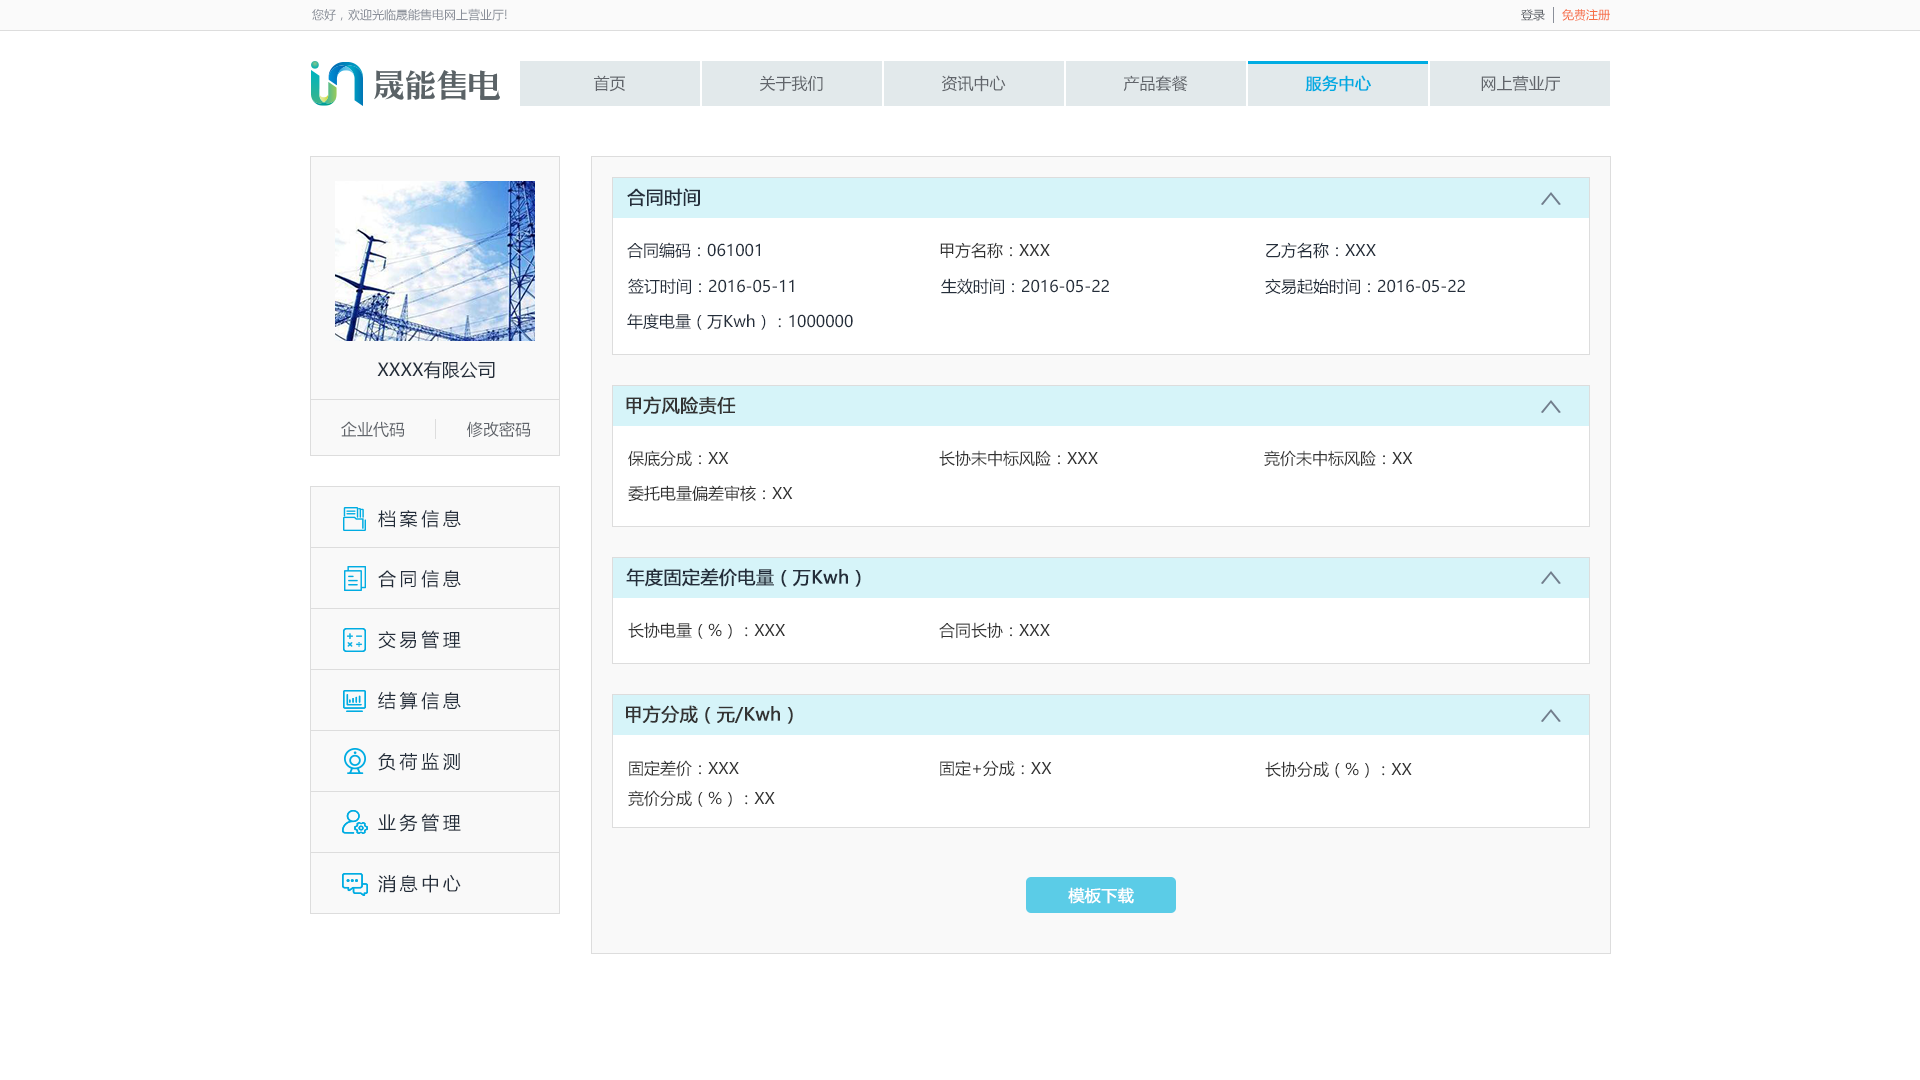 您好，欢迎光临晟能售电网上营业厅!
登录 | 免费注册
晟能售电
首页 关于我们 资讯中心 产品套餐 服务中心 网上营业厅
XXXX有限公司
企业代码 修改密码
档案信息
合同信息
交易管理
结算信息
负荷监测
业务管理
消息中心
合同时间
合同编码：061001 甲方名称：XXX 乙方名称：XXX
签订时间：2016-05-11 生效时间：2016-05-22 交易起始时间：2016-05-22
年度电量（万Kwh）：1000000
甲方风险责任
保底分成：XX 长协未中标风险：XXX 竞价未中标风险：XX
委托电量偏差审核：XX
年度固定差价电量（万Kwh）
长协电量（%）：XXX 合同长协：XXX
甲方分成（元/Kwh）
固定差价：XXX 固定+分成：XX 长协分成（%）：XX
竞价分成（%）：XX
模板下载